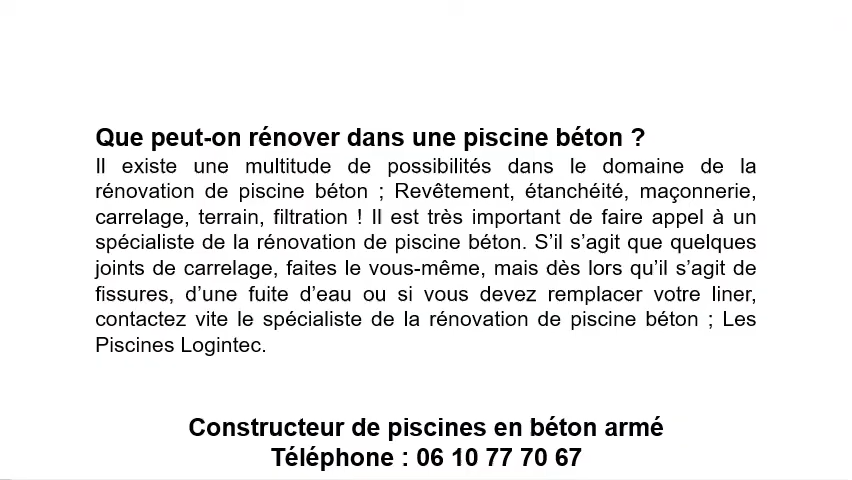 Que peut-on rénover dans une piscine béton ?
Il existe une multitude de possibilités dans le domaine de la
rénovation de piscine béton ; Revêtement, étanchéité, maçonnerie,
carrelage, terrain, filtration ! Il est très important de faire appel à un
spécialiste de la rénovation de piscine béton. S’il s’agit que quelques
joints de carrelage, faites le vous-même, mais dès lors qu’il s’agit de
fissures, d’une fuite d’eau ou si vous devez remplacer votre liner,
contactez vite le spécialiste de la rénovation de piscine béton ; Les
Piscines Logintec.
Constructeur de piscines en béton armé
Téléphone : 06 10 77 70 67